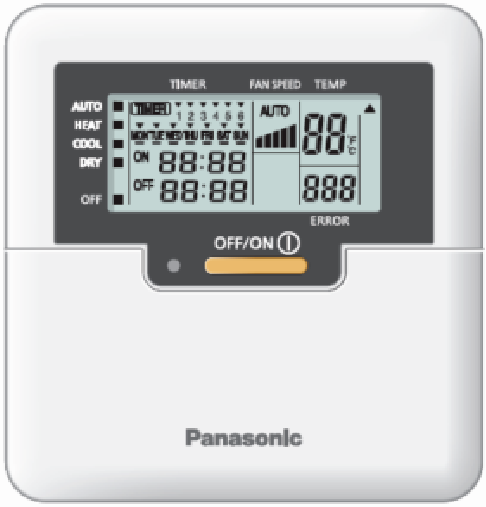 TIMER FAN SPEED TEMP
AUTO
HEAT
COOL
DRY
OFF
TIMER 1 2 3 4 5 6
MON TUE WED THU FRI SAT SUN
ON 88:88
OFF 88:88
AUTO
88 °F °C
888
ERROR
OFF/ON
Panasonic